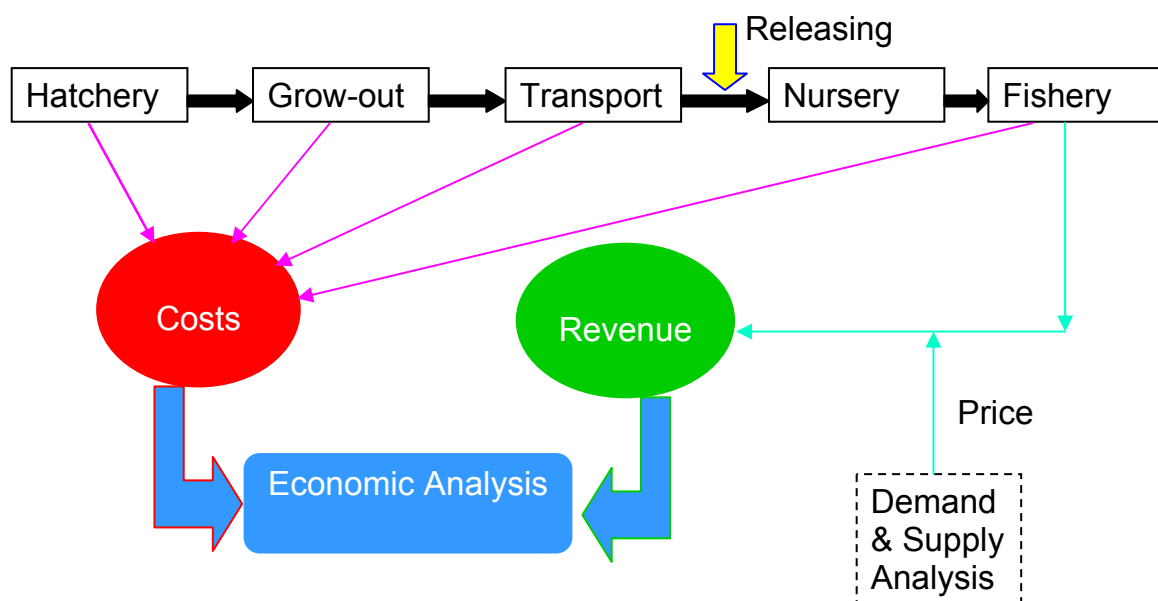 Releasing
Hatchery
Grow-out
Transport
Nursery
Fishery
Costs
Revenue
Price
Economic Analysis
Demand
& Supply
Analysis